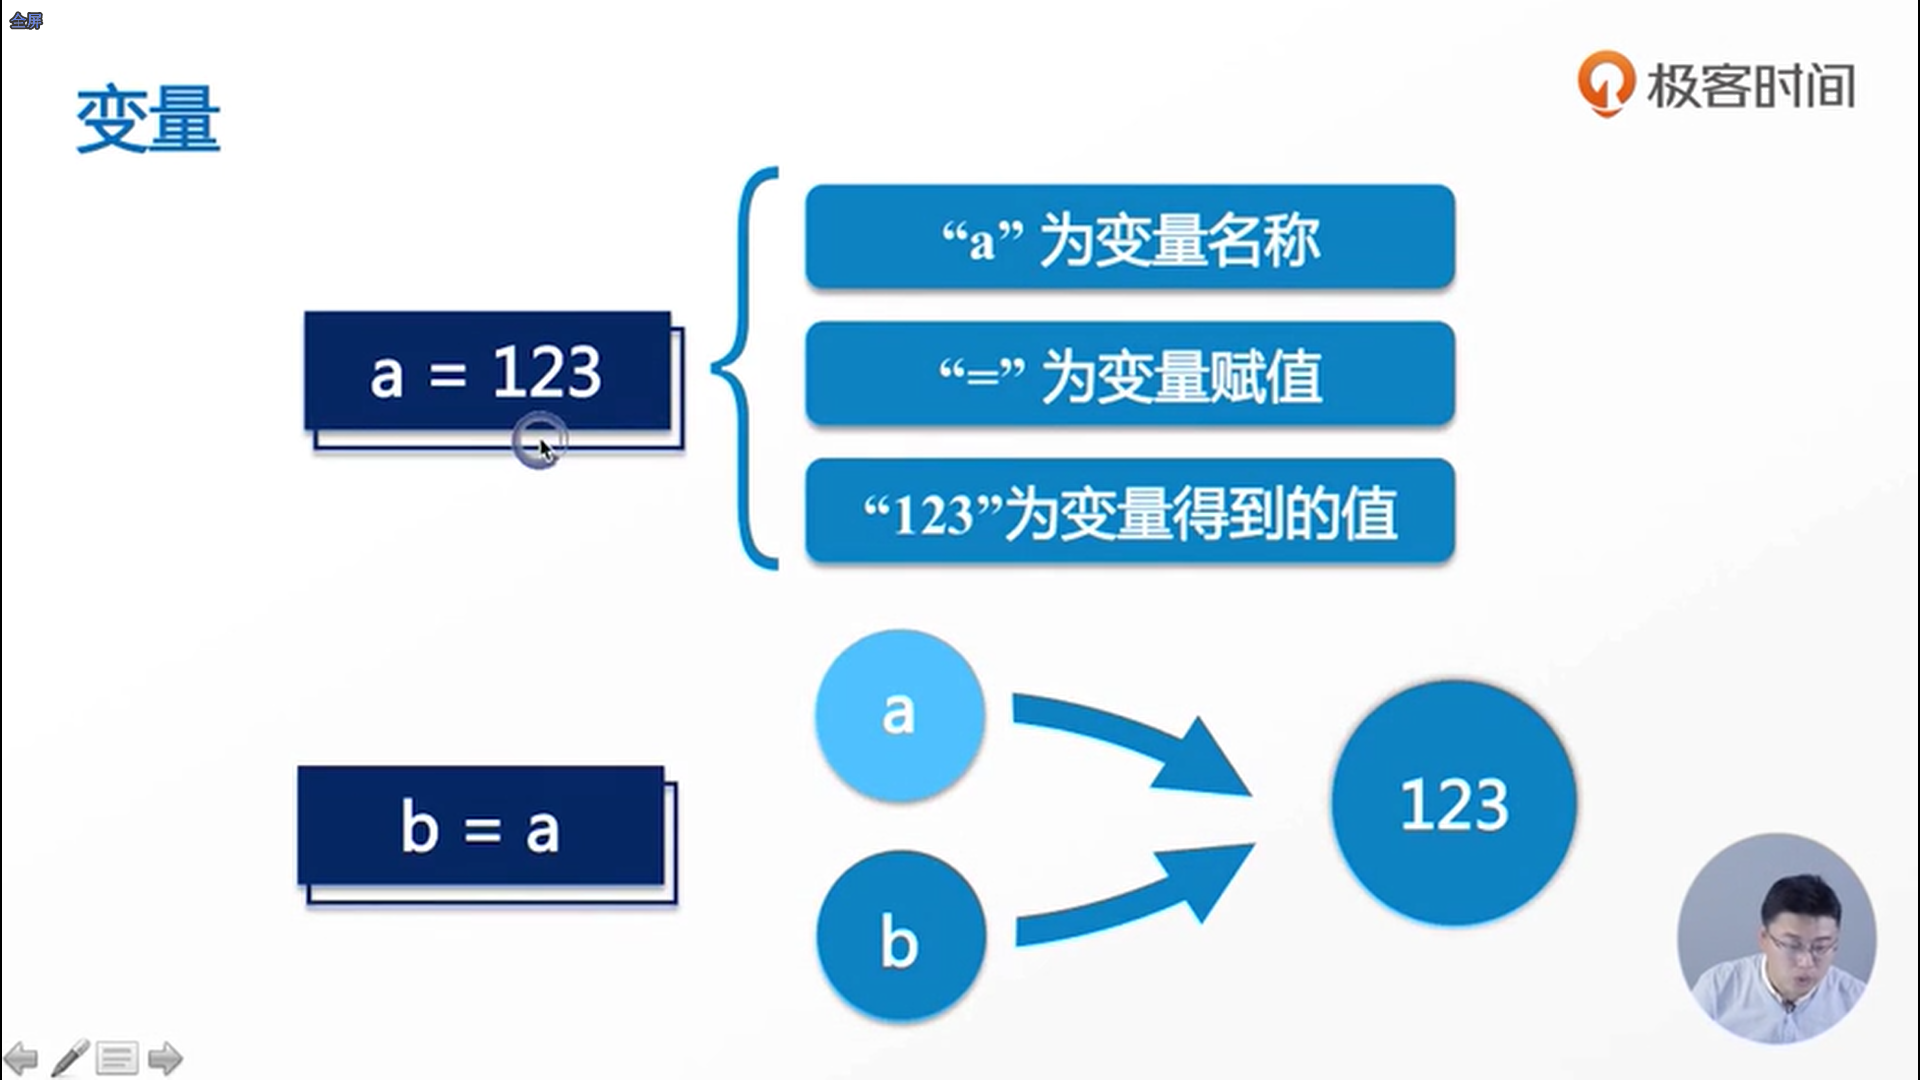 全屏
极客时间
变量
“a” 为变量名称
a = 123
“=” 为变量赋值
“123”为变量得到的值
a
123
b = a
b